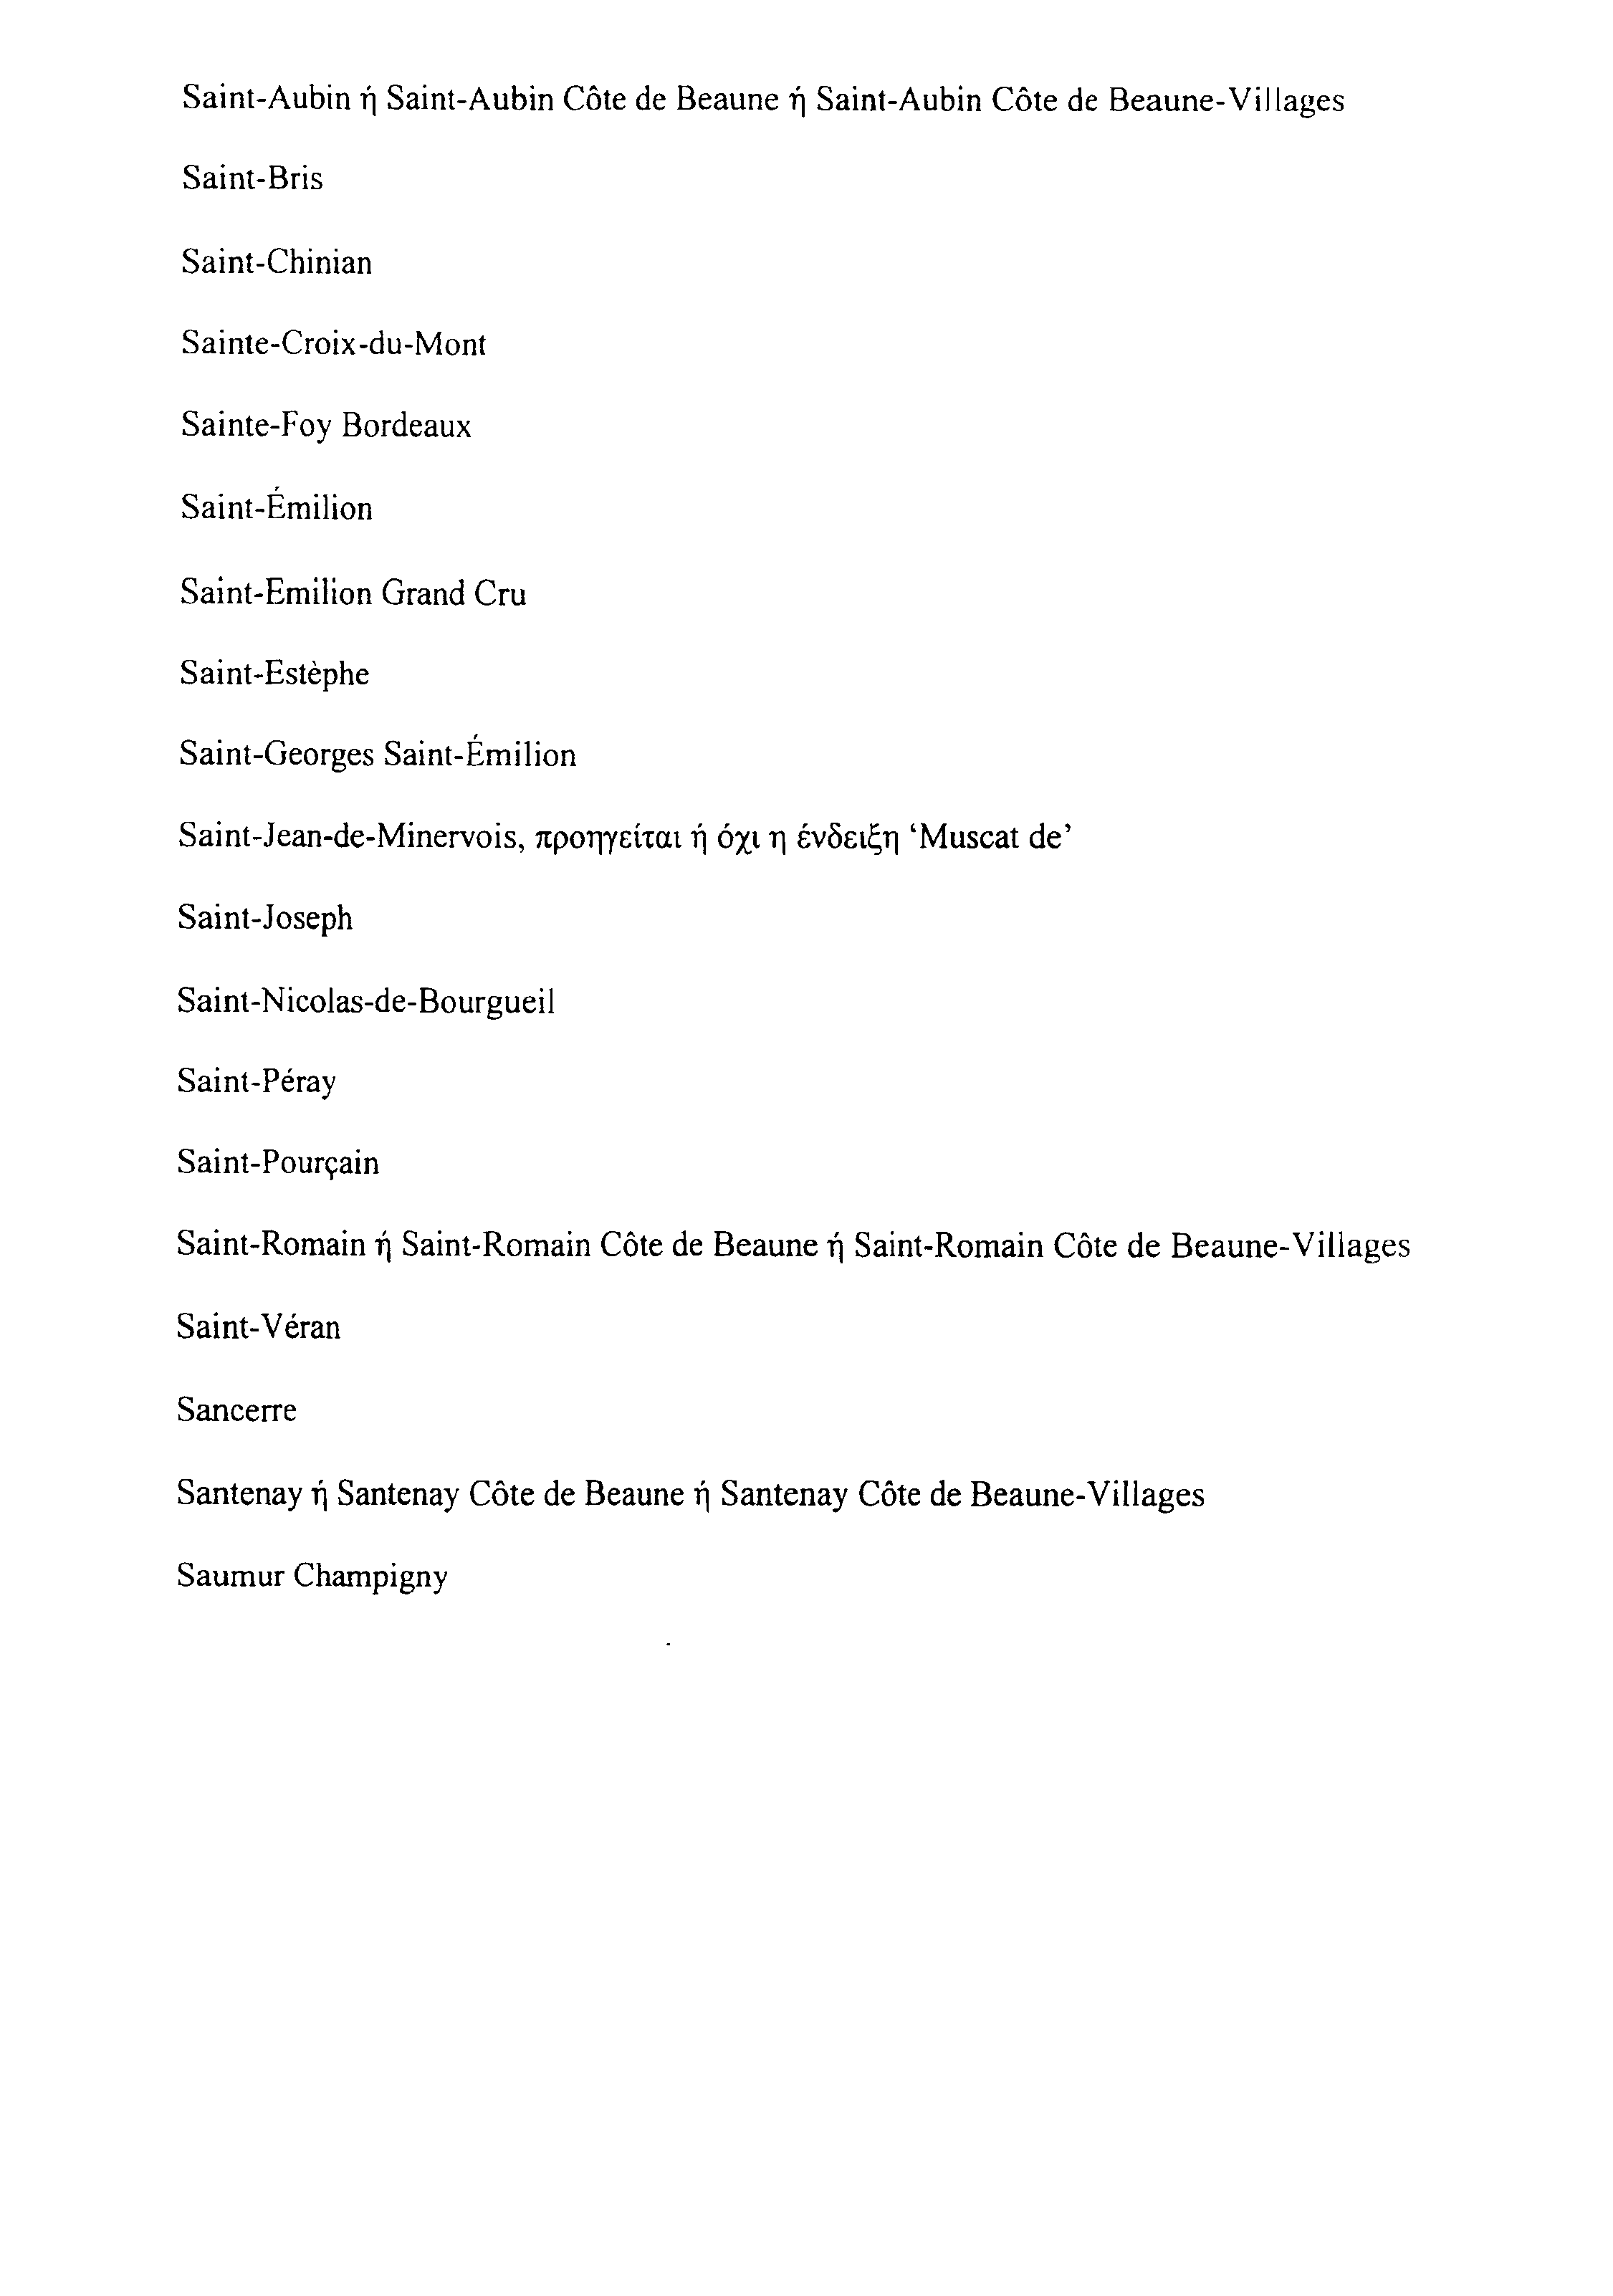 Saint-Aubin ή Saint-Aubin Côte de Beaune ή Saint-Aubin Côte de Beaune-Villages
Saint-Bris
Saint-Chinian
Sainte-Croix-du-Mont
Sainte-Foy Bordeaux
Saint-Émilion
Saint-Emilion Grand Cru
Saint-Estèphe
Saint-Georges Saint-Émilion
Saint-Jean-de-Minervois, προηγείται ή όχι η ένδειξη ‘Muscat de’
Saint-Joseph
Saint-Nicolas-de-Bourgueil
Saint-Péray
Saint-Pourçain
Saint-Romain ή Saint-Romain Côte de Beaune ή Saint-Romain Côte de Beaune-Villages
Saint-Véran
Sancerre
Santenay ή Santenay Côte de Beaune ή Santenay Côte de Beaune-Villages
Saumur Champigny